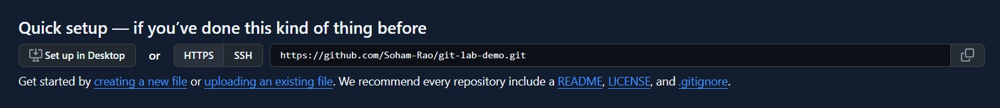 Quick setup — if you’ve done this kind of thing before
Set up in Desktop or HTTPS SSH https://github.com/Soham-Rao/git-lab-demo.git
Get started by creating a new file or uploading an existing file. We recommend every repository include a README, LICENSE, and .gitignore.